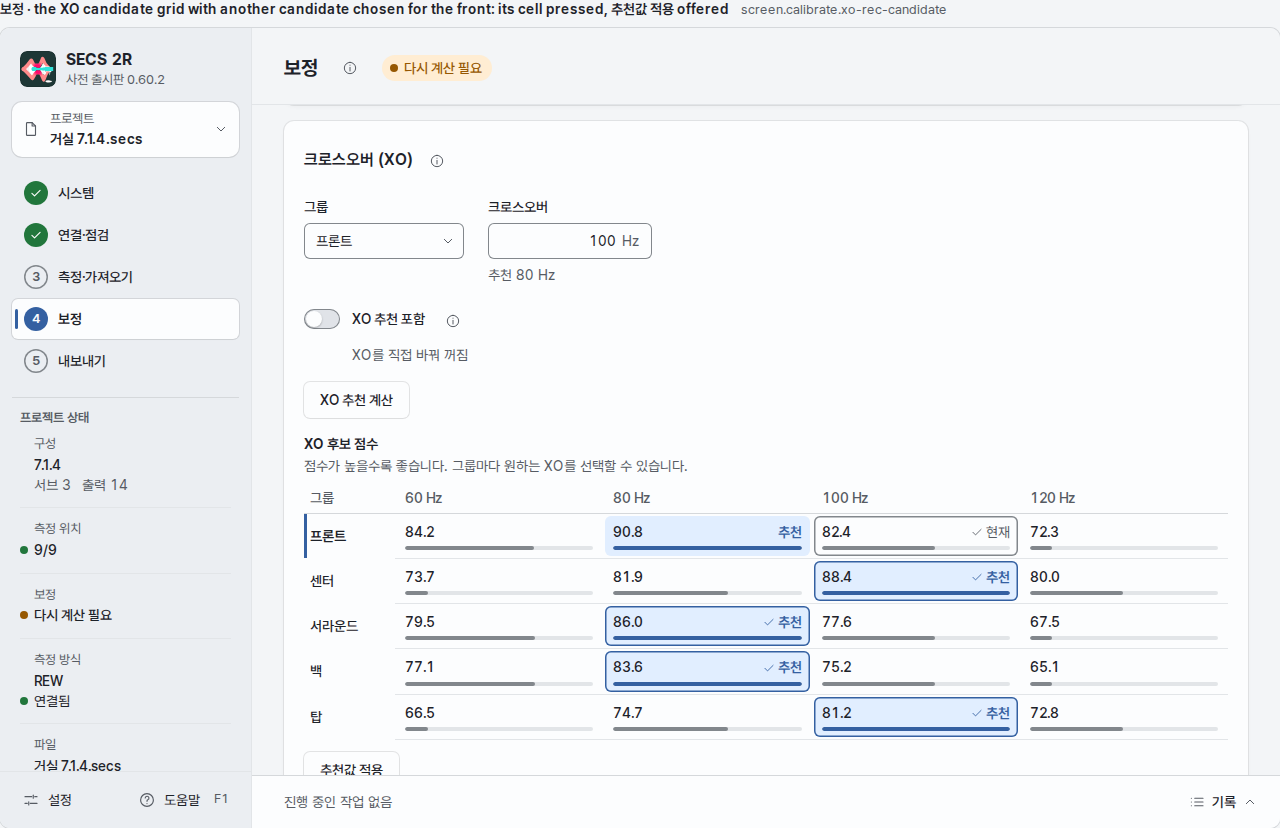 보정 · the XO candidate grid with another candidate chosen for the front: its cell pressed, 추천값 적용 offered screen.calibrate.xo-rec-candidate
SECS 2R
사전 출시판 0.60.2
프로젝트
거실 7.1.4.secs
시스템
연결·점검
3 측정·가져오기
4 보정
5 내보내기
프로젝트 상태
구성
7.1.4
서브 3 출력 14
측정 위치
9/9
보정
다시 계산 필요
측정 방식
REW
연결됨
파일
거실 7.1.4.secs
설정 도움말 F1
보정 다시 계산 필요
크로스오버 (XO)
그룹 크로스오버
프론트 100 Hz
추천 80 Hz
XO 추천 포함
XO를 직접 바꿔 꺼짐
XO 추천 계산
XO 후보 점수
점수가 높을수록 좋습니다. 그룹마다 원하는 XO를 선택할 수 있습니다.
그룹 60 Hz 80 Hz 100 Hz 120 Hz
프론트 84.2 90.8 추천 82.4 현재 72.3
센터 73.7 81.9 88.4 추천 80.0
서라운드 79.5 86.0 추천 77.6 67.5
백 77.1 83.6 추천 75.2 65.1
탑 66.5 74.7 81.2 추천 72.8
추천값 적용
진행 중인 작업 없음 기록